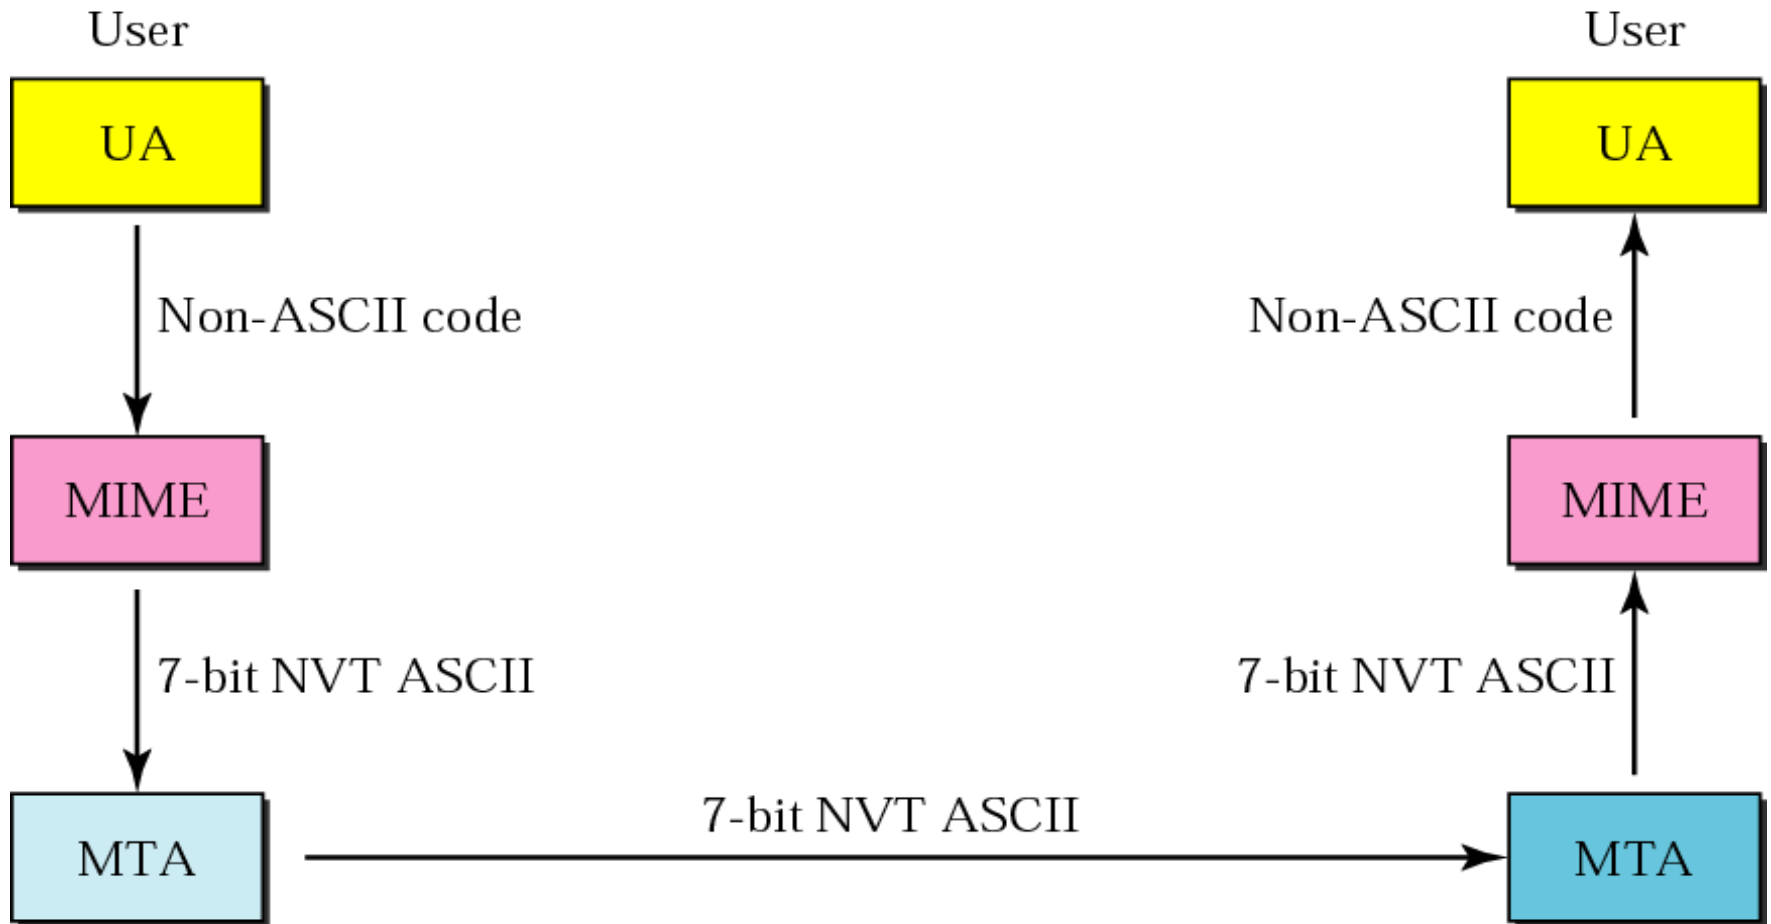 User
User
UA
UA
Non-ASCII code
Non-ASCII code
MIME
MIME
7-bit NVT ASCII
7-bit NVT ASCII
7-bit NVT ASCII
MTA
MTA